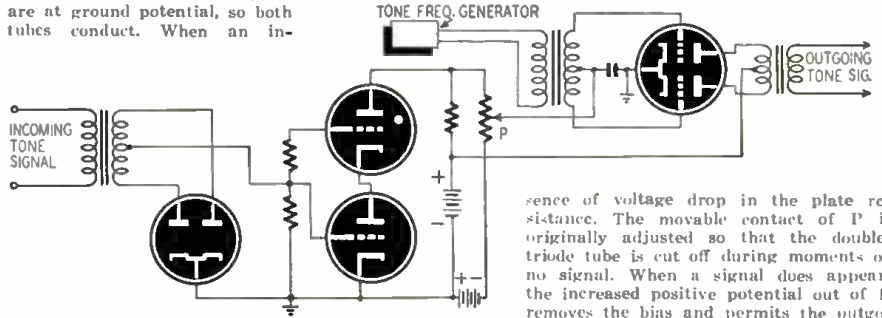 are at ground potential, so both
tubes conduct. When an in-
TONE FREQ. GENERATOR
OUTGOING
TONE SIG.
INCOMING
TONE
SIGNAL
P
+
-
+ -
sence of voltage drop in the plate re
sistance. The movable contact of P i
originally adjusted so that the double
triode tube is cut off during moments o
no signal. When a signal does appear
the increased positive potential out of
removes the bias and permits the outgo